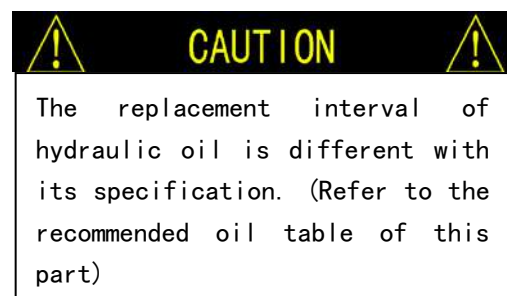 CAUTION
The replacement interval of
hydraulic oil is different with
its specification. (Refer to the
recommended oil table of this
part)